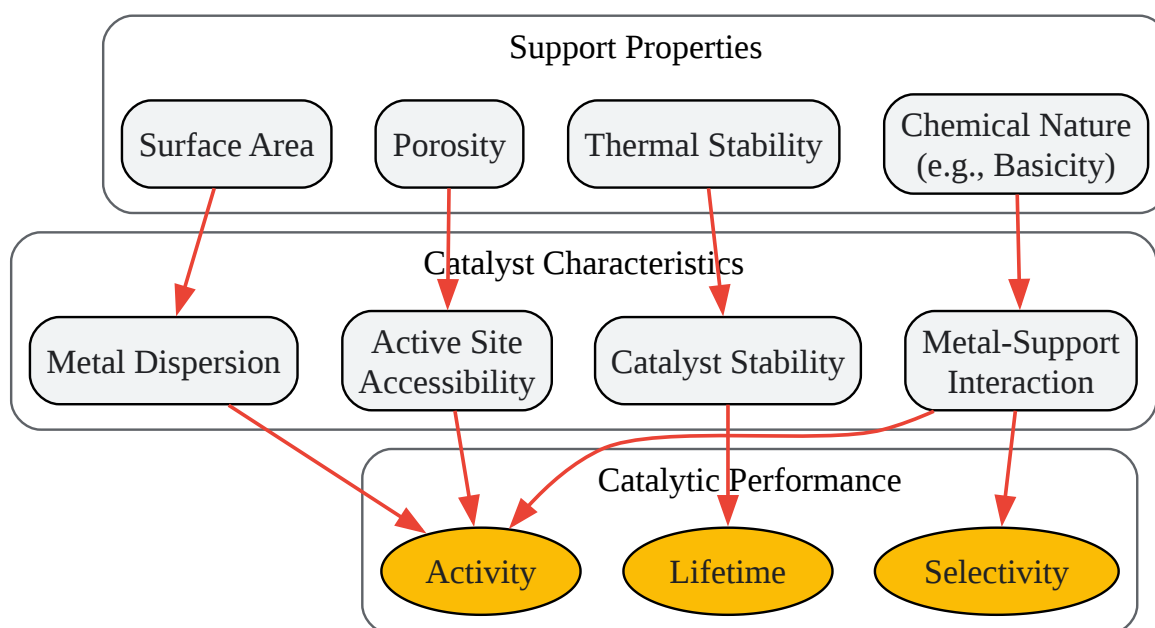 Support Properties
Surface Area
Porosity
Thermal Stability
Chemical Nature
(e.g., Basicity)
Catalyst Characteristics
Metal Dispersion
Active Site
Accessibility
Catalyst Stability
Metal-Support
Interaction
Catalytic Performance
Activity
Lifetime
Selectivity